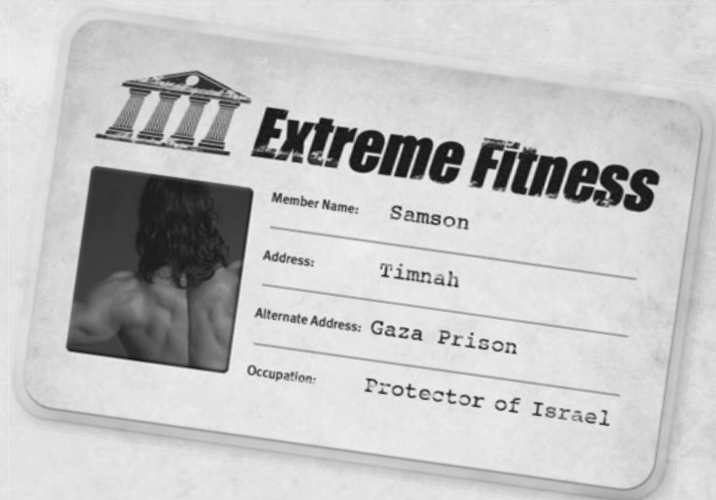 Extreme Fitness
Member Name: Samson
Address: Timnah
Alternate Address: Gaza Prison
Occupation: Protector of Israel